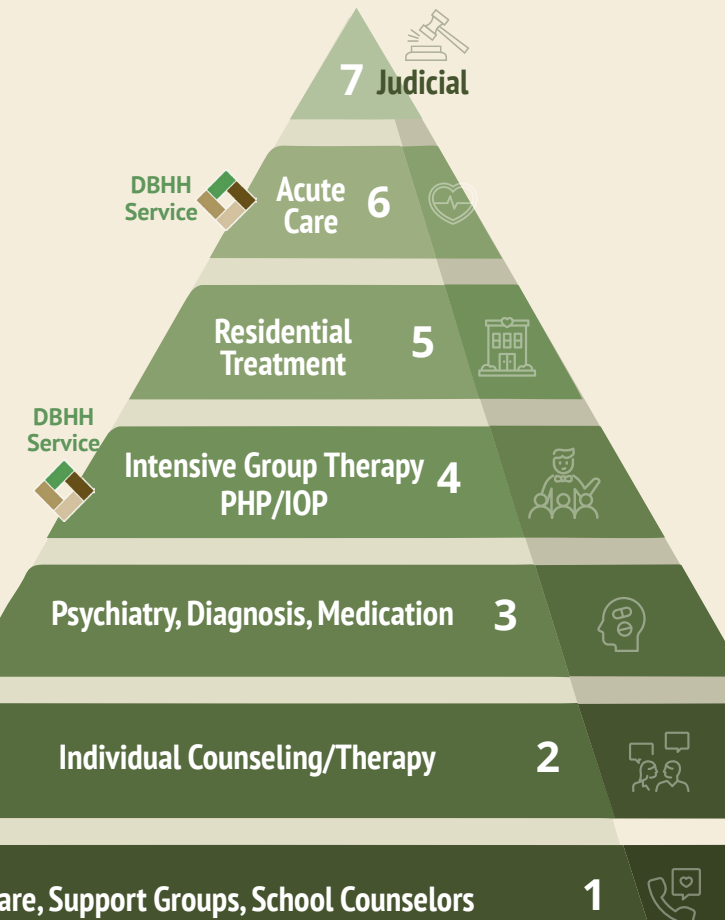 7 Judicial
DBHH
Service
Acute
Care
6
Residential
Treatment
5
DBHH
Service
Intensive Group Therapy
PHP/IOP
4
Psychiatry, Diagnosis, Medication 3
Individual Counseling/Therapy 2
are, Support Groups, School Counselors 1